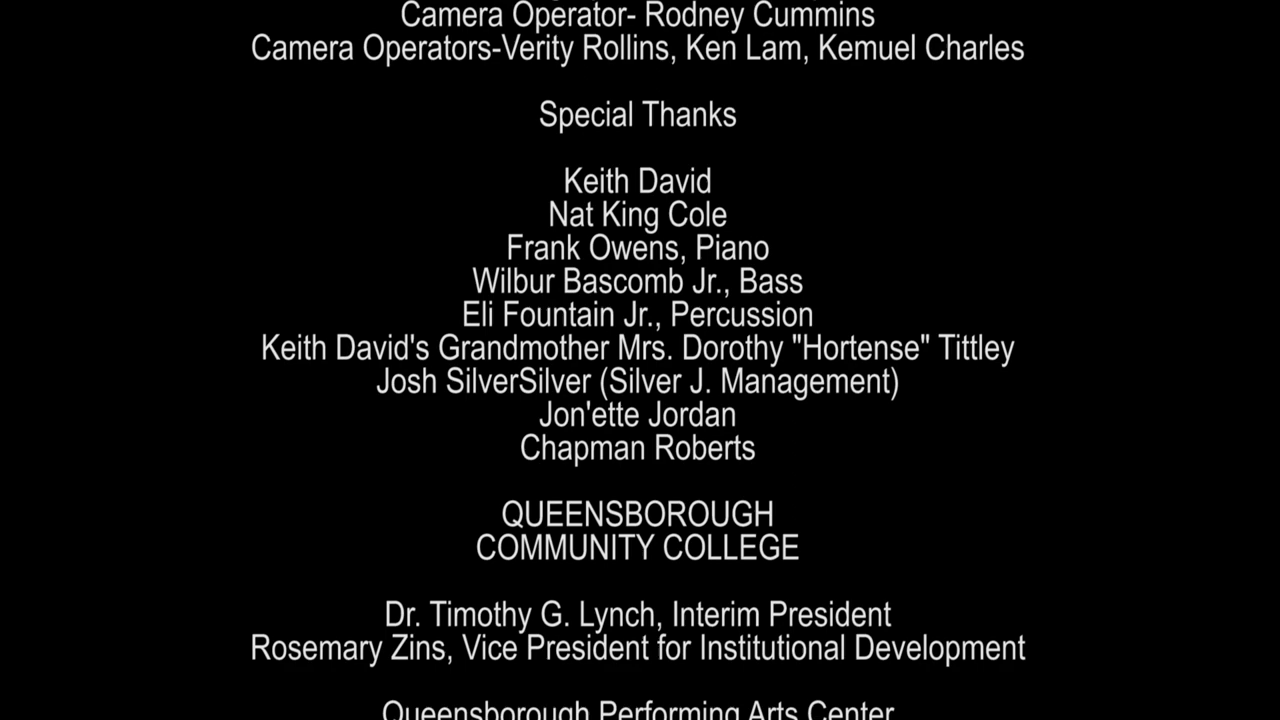 Camera Operator- Rodney Cummins
Camera Operators-Verity Rollins, Ken Lam, Kemuel Charles
Special Thanks
Keith David
Nat King Cole
Frank Owens, Piano
Wilbur Bascomb Jr., Bass
Eli Fountain Jr., Percussion
Keith David's Grandmother Mrs. Dorothy "Hortense" Tittley
Josh SilverSilver (Silver J. Management)
Jon'ette Jordan
Chapman Roberts
QUEENSBOROUGH
COMMUNITY COLLEGE
Dr. Timothy G. Lynch, Interim President
Rosemary Zins, Vice President for Institutional Development
Queensborough Performing Arts Center